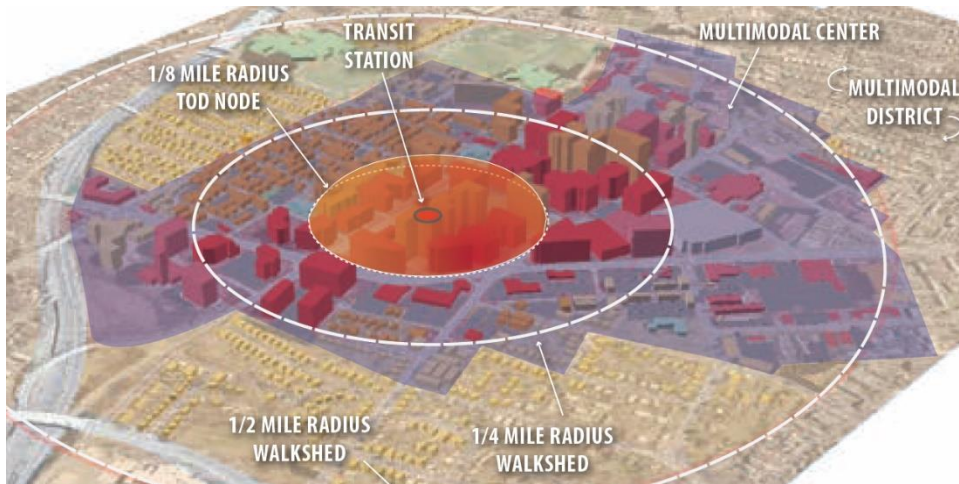 TRANSIT
STATION
MULTIMODAL CENTER
1/8 MILE RADIUS
TOD NODE
MULTIMODAL
DISTRICT
1/2 MILE RADIUS
WALKSHED
1/4 MILE RADIUS
WALKSHED